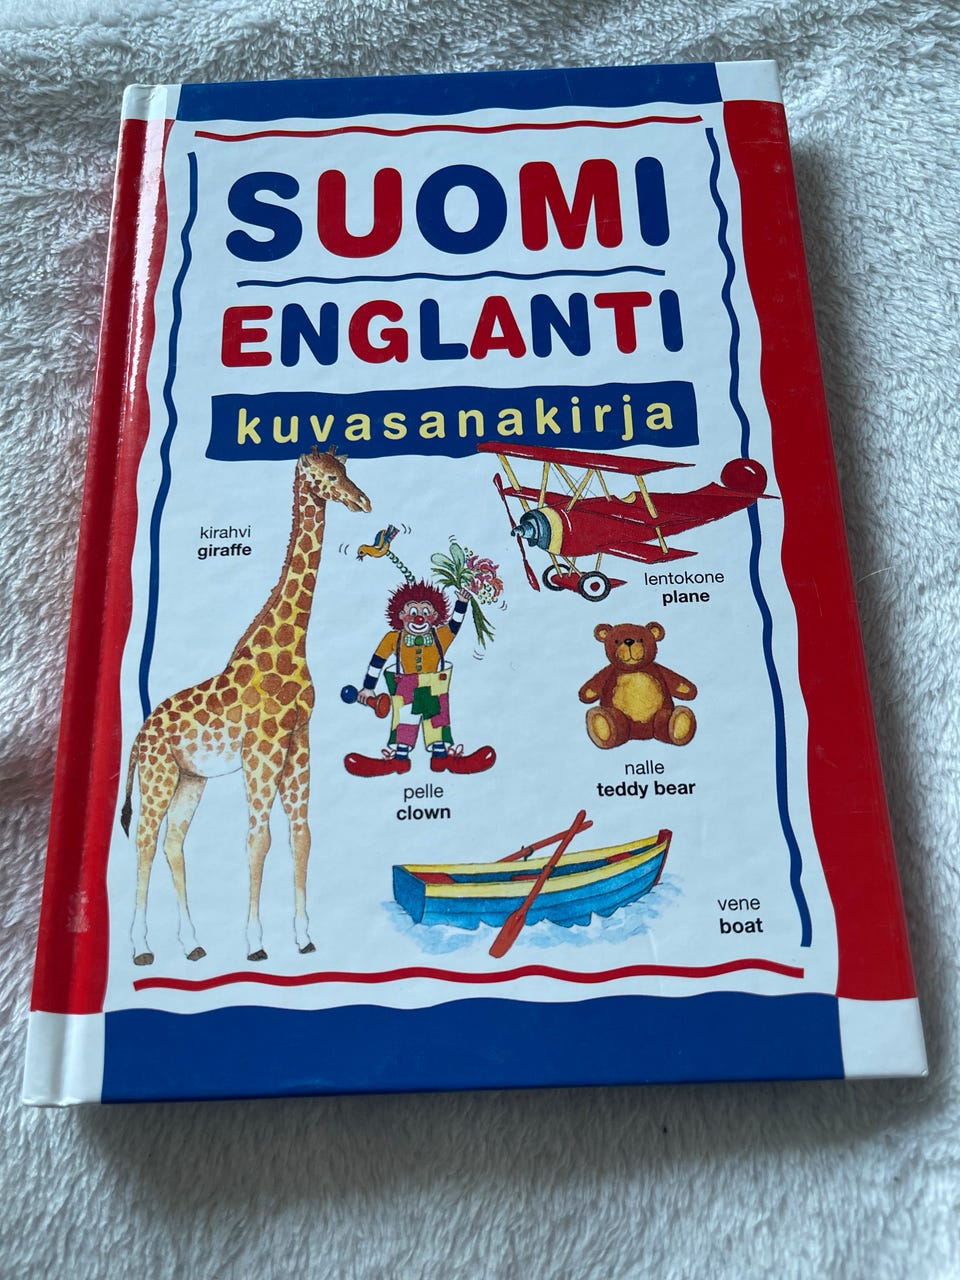 SUOMI
ENGLANTI
kuvasanakirja
kirahvi
giraffe
lentokone
plane
pelle
clown
nalle
teddy bear
vene
boat